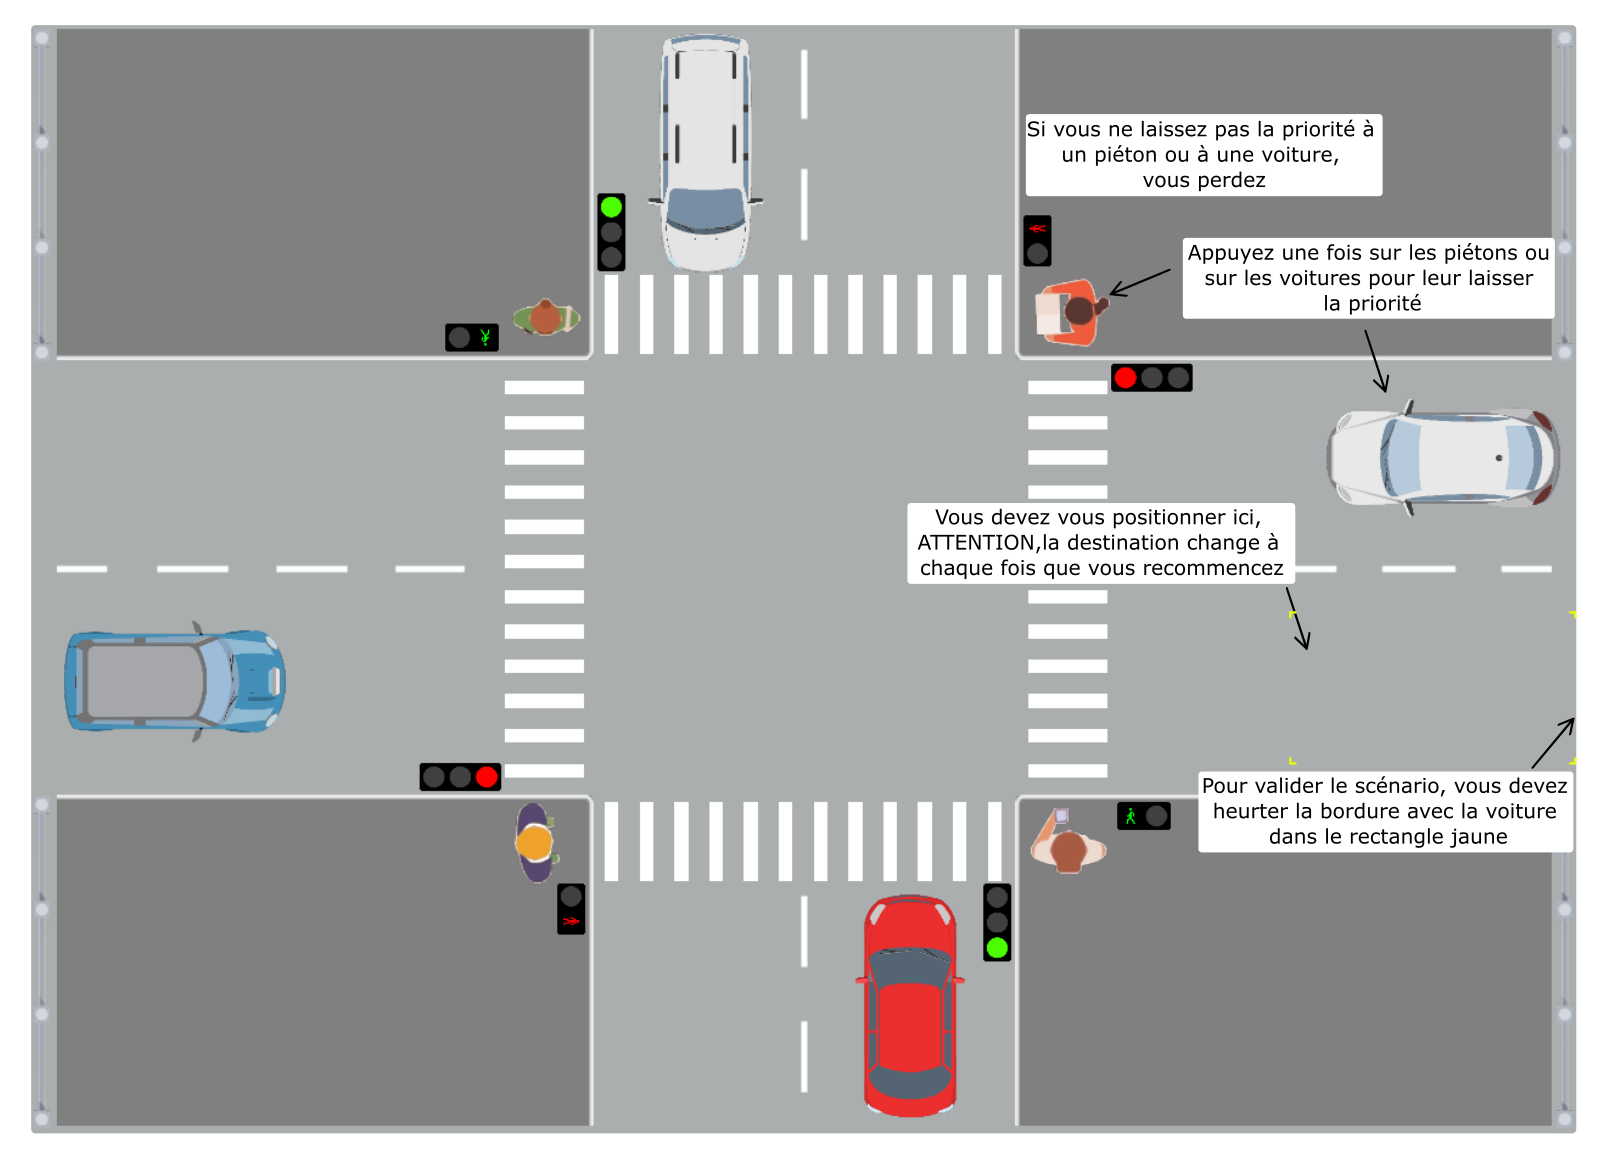 Si vous ne laissez pas la priorité à
un piéton ou à une voiture,
vous perdez
Appuyez une fois sur les piétons ou
sur les voitures pour leur laisser
la priorité
Vous devez vous positionner ici,
ATTENTION,la destination change à
chaque fois que vous recommencez
Pour valider le scénario, vous devez
heurter la bordure avec la voiture
dans le rectangle jaune